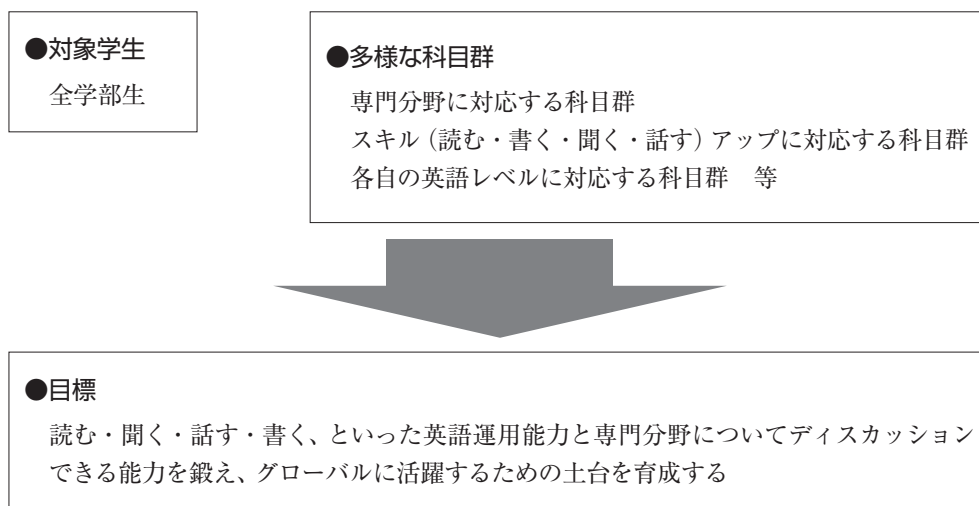 ●対象学生
全学部生
●多様な科目群
専門分野に対応する科目群
スキル（読む・書く・聞く・話す）アップに対応する科目群
各自の英語レベルに対応する科目群　等
●目標
読む・聞く・話す・書く、といった英語運用能力と専門分野についてディスカッション
できる能力を鍛え、グローバルに活躍するための土台を育成する